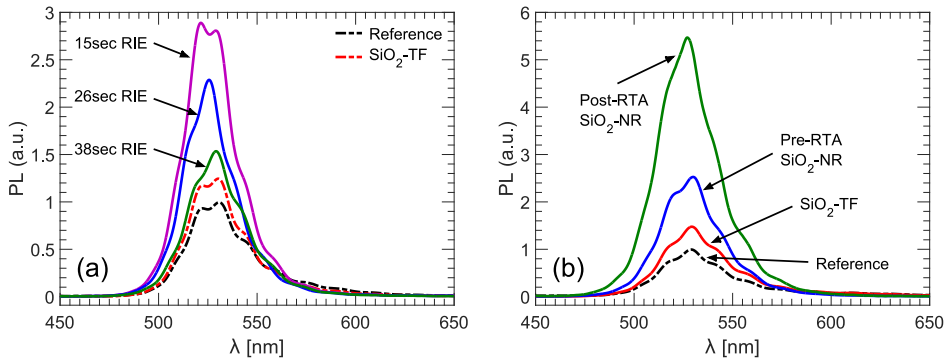 3
2.5
2
1.5
1
0.5
0
PL (a.u.)
15sec RIE
26sec RIE
38sec RIE
Reference
SiO₂-TF
(a)
450 500 550 600 650
λ [nm]
6
5
4
3
2
1
0
PL (a.u.)
Post-RTA
SiO₂-NR
Pre-RTA
SiO₂-NR
SiO₂-TF
Reference
(b)
450 500 550 600 650
λ [nm]